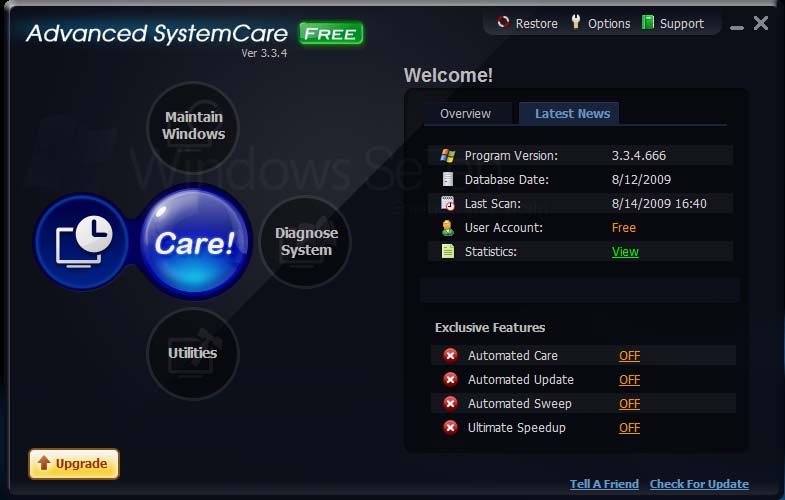 Advanced SystemCare FREE
Ver 3.3.4
Restore Options Support
Maintain
Windows
Care!
Diagnose
System
Utilities
Upgrade
Welcome!
Overview Latest News
Program Version: 3.3.4.666
Database Date: 8/12/2009
Last Scan: 8/14/2009 16:40
User Account: Free
Statistics: View
Exclusive Features
Automated Care OFF
Automated Update OFF
Automated Sweep OFF
Ultimate Speedup OFF
Tell A Friend Check For Update